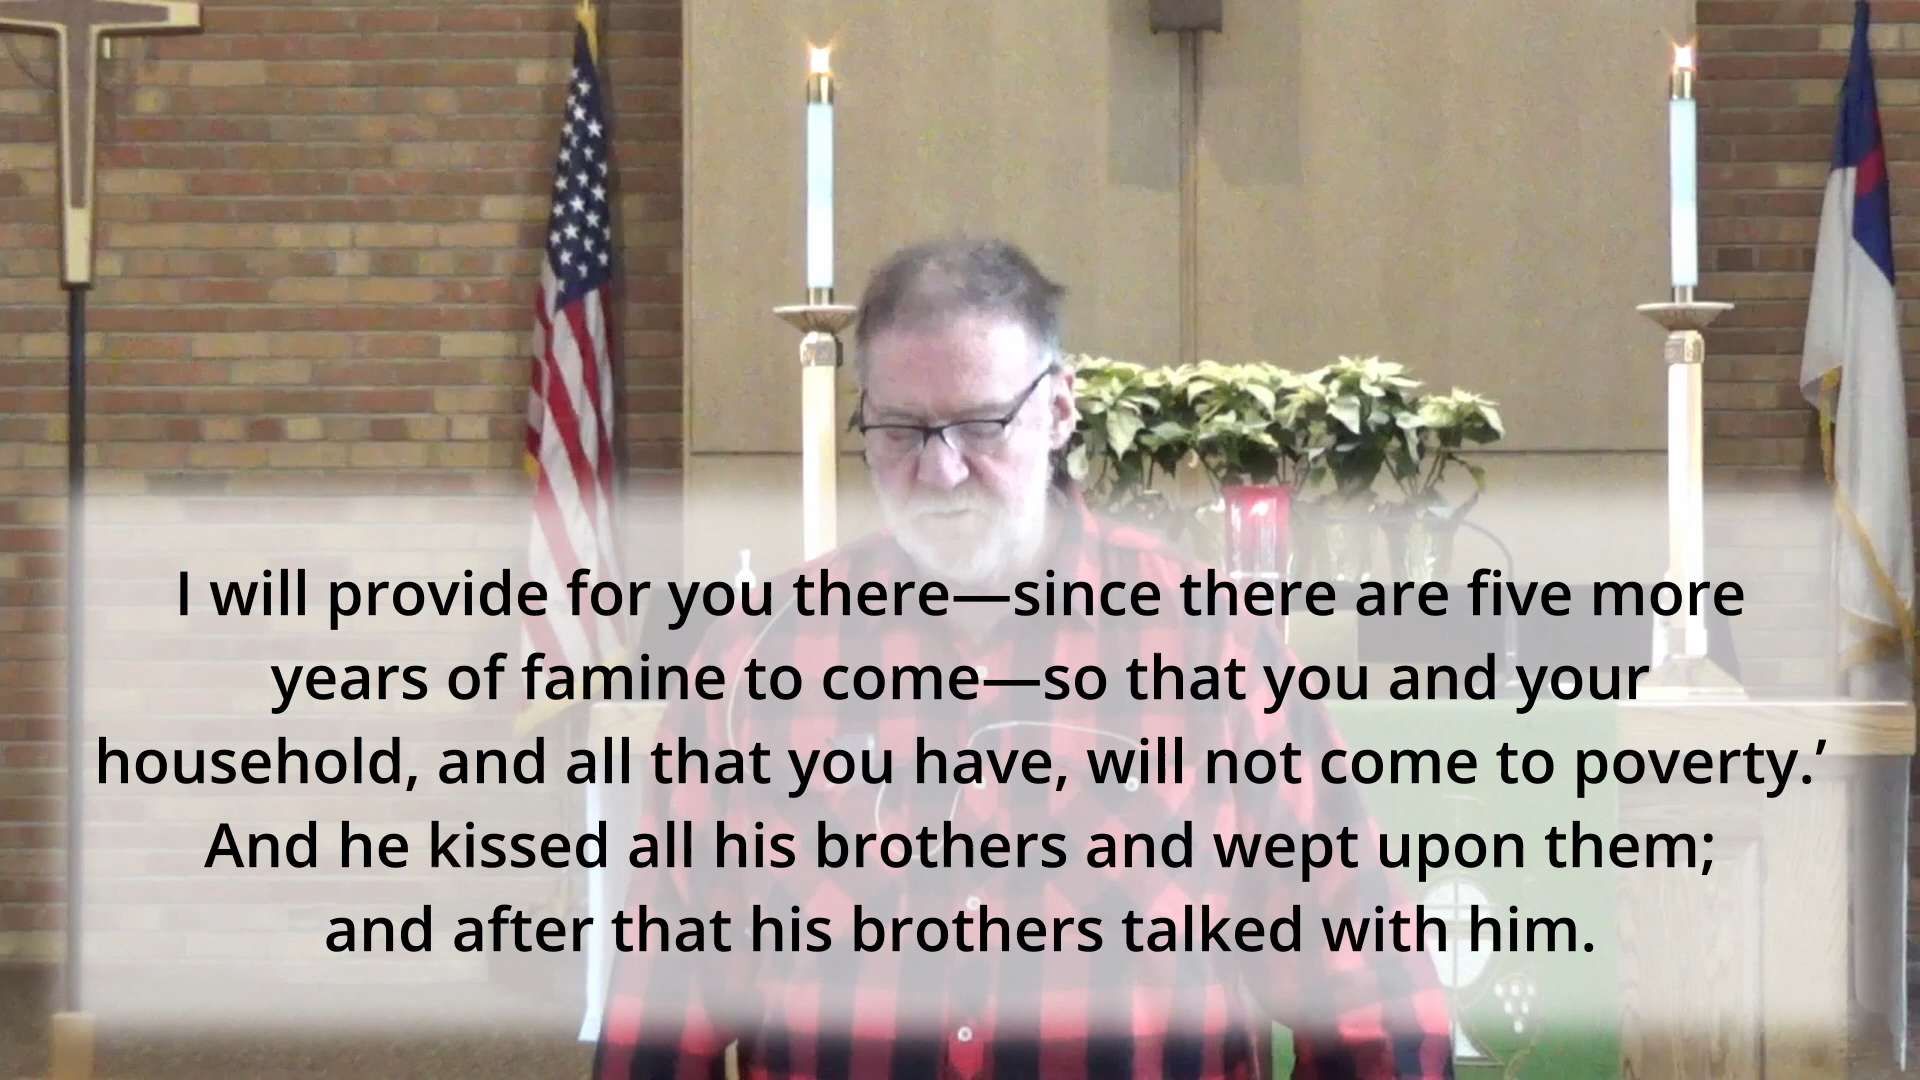 I will provide for you there—since there are five more
years of famine to come—so that you and your
household, and all that you have, will not come to poverty.’
And he kissed all his brothers and wept upon them;
and after that his brothers talked with him.